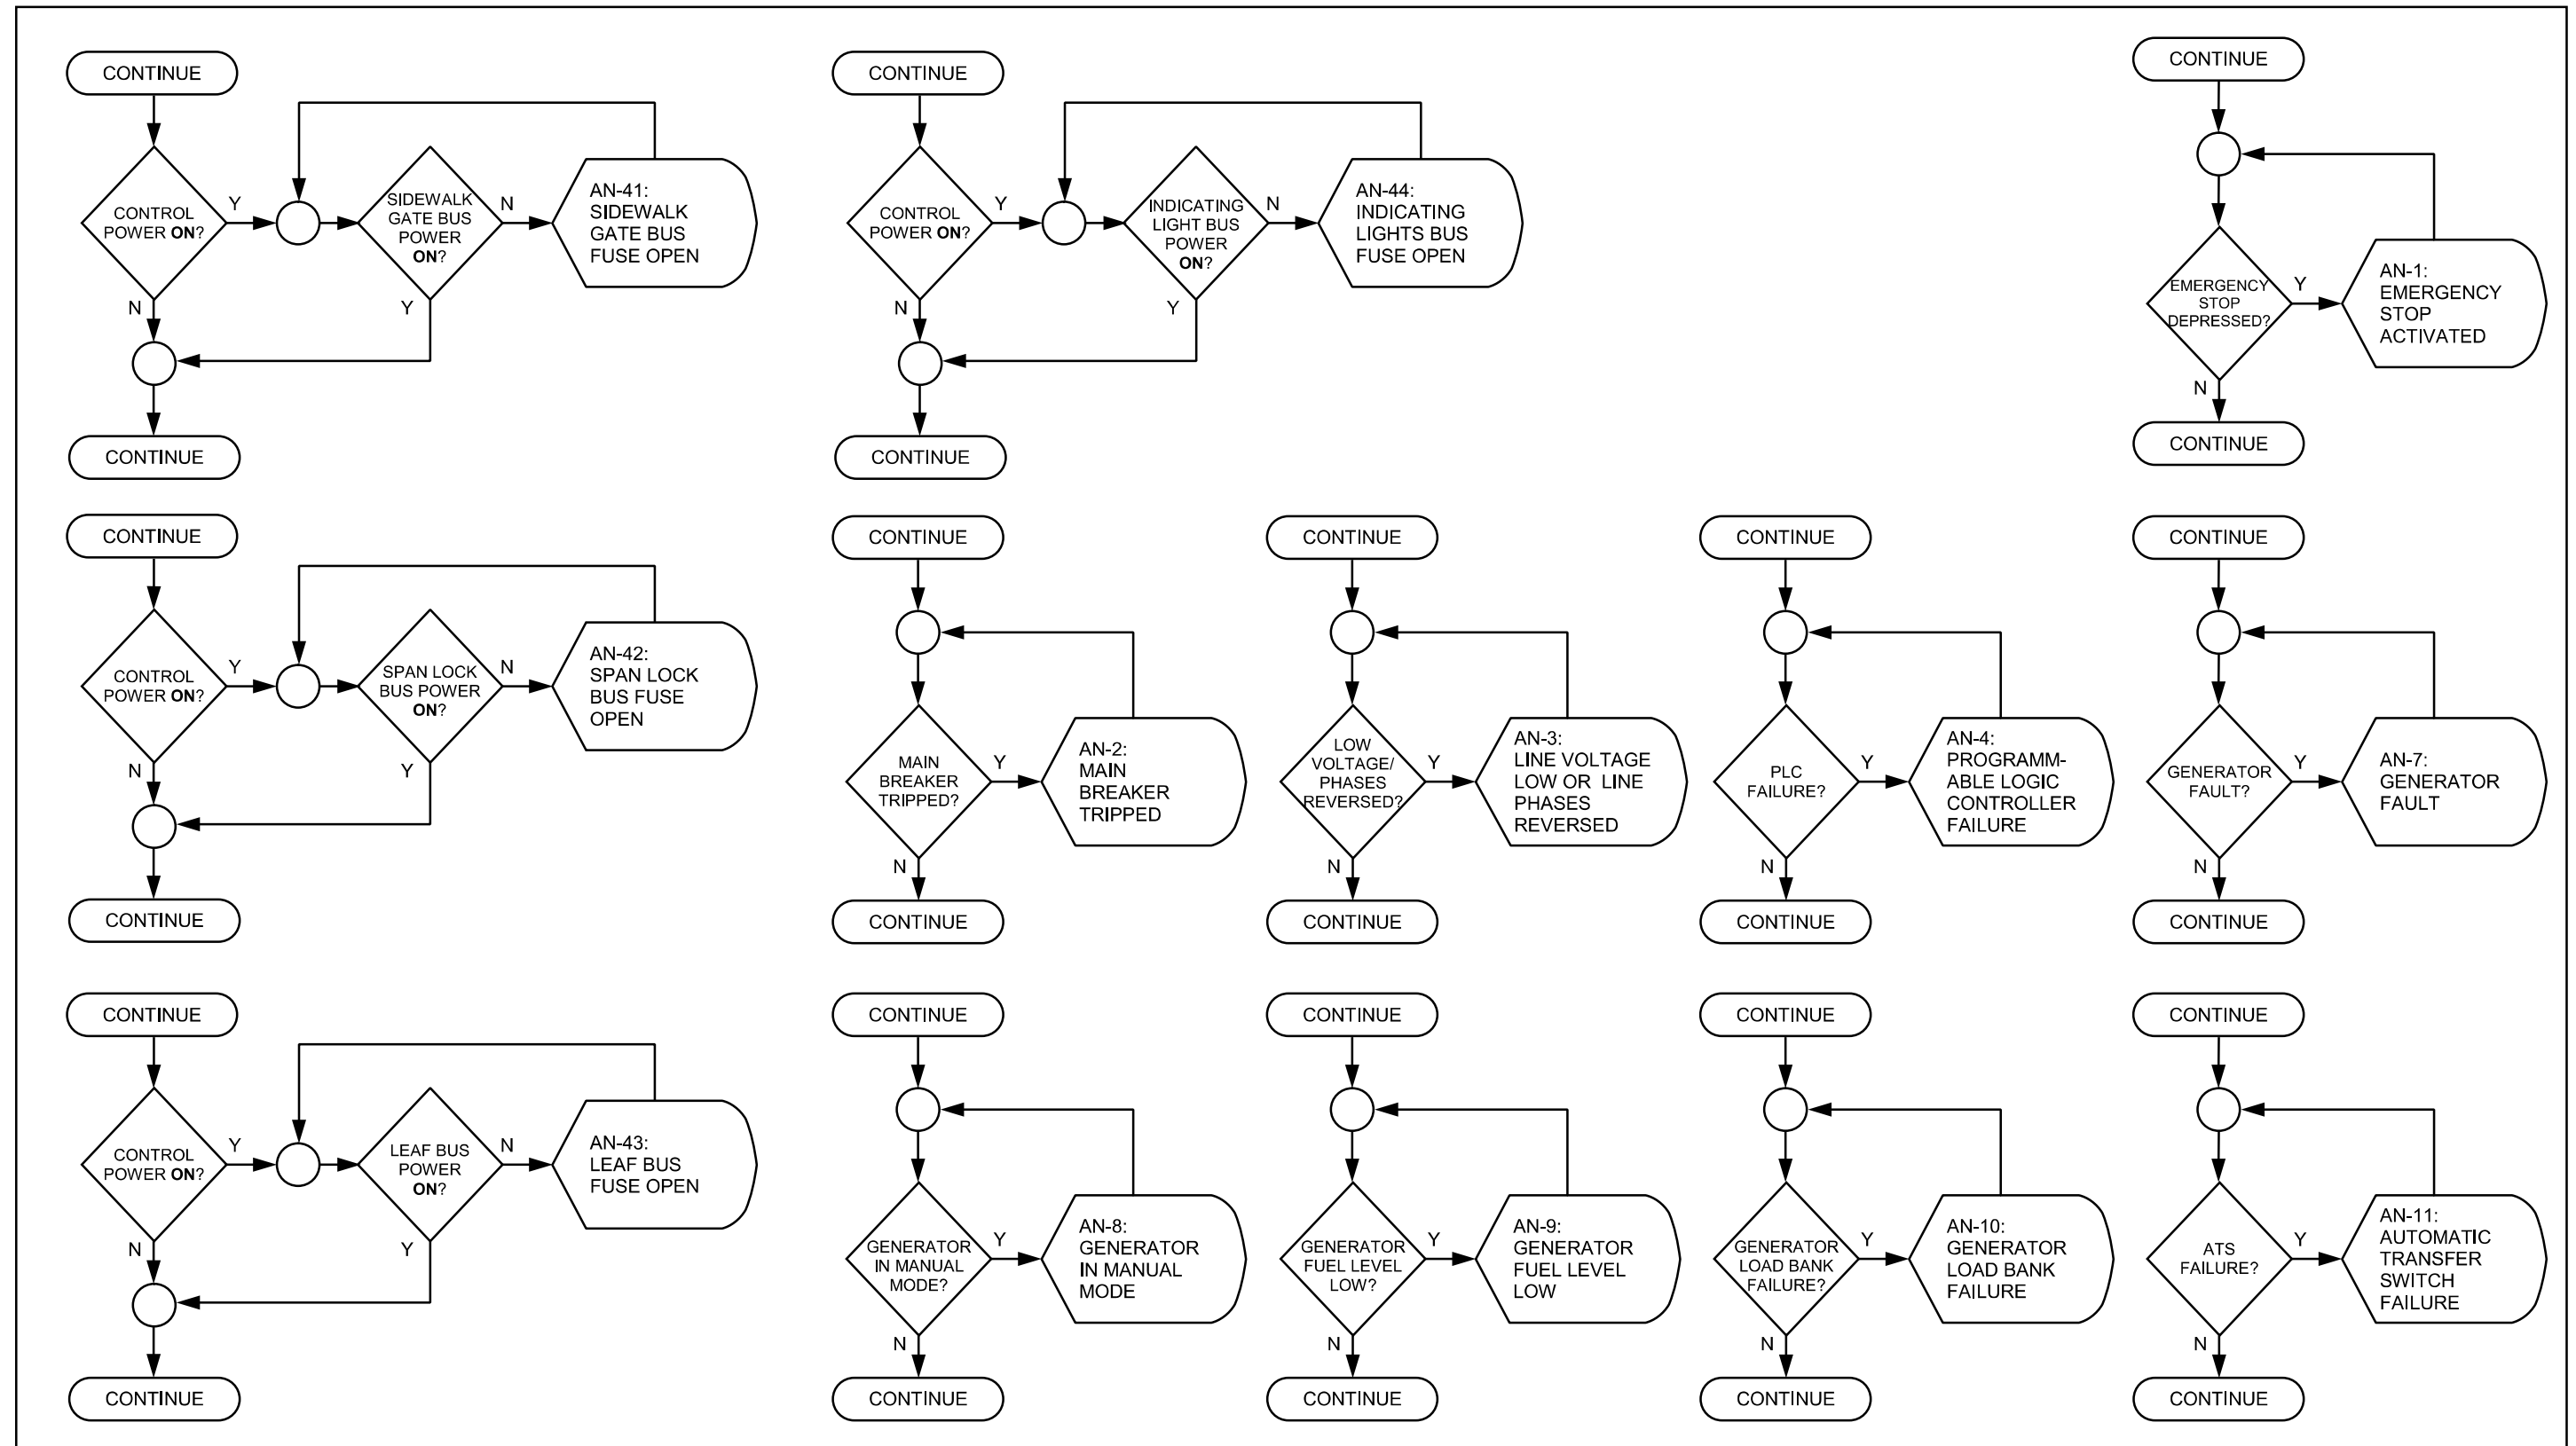 CONTINUE
CONTROL
POWER ON?
Y
N
SIDEWALK
GATE BUS
POWER
ON?
N
Y
AN-41:
SIDEWALK
GATE BUS
FUSE OPEN
CONTINUE
CONTINUE
CONTROL
POWER ON?
Y
N
INDICATING
LIGHT BUS
POWER
ON?
N
Y
AN-44:
INDICATING
LIGHTS BUS
FUSE OPEN
CONTINUE
CONTINUE
EMERGENCY
STOP
DEPRESSED?
Y
N
AN-1:
EMERGENCY
STOP
ACTIVATED
CONTINUE
CONTINUE
CONTROL
POWER ON?
Y
N
SPAN LOCK
BUS POWER
ON?
N
Y
AN-42:
SPAN LOCK
BUS FUSE
OPEN
CONTINUE
CONTINUE
MAIN
BREAKER
TRIPPED?
Y
N
AN-2:
MAIN
BREAKER
TRIPPED
CONTINUE
CONTINUE
LOW
VOLTAGE/
PHASES
REVERSED?
Y
N
AN-3:
LINE VOLTAGE
LOW OR LINE
PHASES
REVERSED
CONTINUE
CONTINUE
PLC
FAILURE?
Y
N
AN-4:
PROGRAMM-
ABLE LOGIC
CONTROLLER
FAILURE
CONTINUE
CONTINUE
GENERATOR
FAULT?
Y
N
AN-7:
GENERATOR
FAULT
CONTINUE
CONTINUE
CONTROL
POWER ON?
Y
N
LEAF BUS
POWER
ON?
N
Y
AN-43:
LEAF BUS
FUSE OPEN
CONTINUE
CONTINUE
GENERATOR
IN MANUAL
MODE?
Y
N
AN-8:
GENERATOR
IN MANUAL
MODE
CONTINUE
CONTINUE
GENERATOR
FUEL LEVEL
LOW?
Y
N
AN-9:
GENERATOR
FUEL LEVEL
LOW
CONTINUE
CONTINUE
GENERATOR
LOAD BANK
FAILURE?
Y
N
AN-10:
GENERATOR
LOAD BANK
FAILURE
CONTINUE
CONTINUE
ATS
FAILURE?
Y
N
AN-11:
AUTOMATIC
TRANSFER
SWITCH
FAILURE
CONTINUE